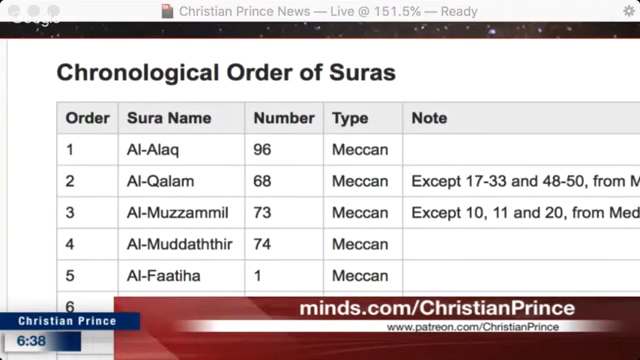 Christian Prince News — Live @ 151.5% — Ready
Google
Chronological Order of Suras
Order Sura Name Number Type Note
1 Al-Alaq 96 Meccan
2 Al-Qalam 68 Meccan Except 17-33 and 48-50, from M
3 Al-Muzzammil 73 Meccan Except 10, 11 and 20, from Med
4 Al-Muddaththir 74 Meccan
5 Al-Faatiha 1 Meccan
6
minds.com/ChristianPrince
Christian Prince
www.patreon.com/ChristianPrince
6:38